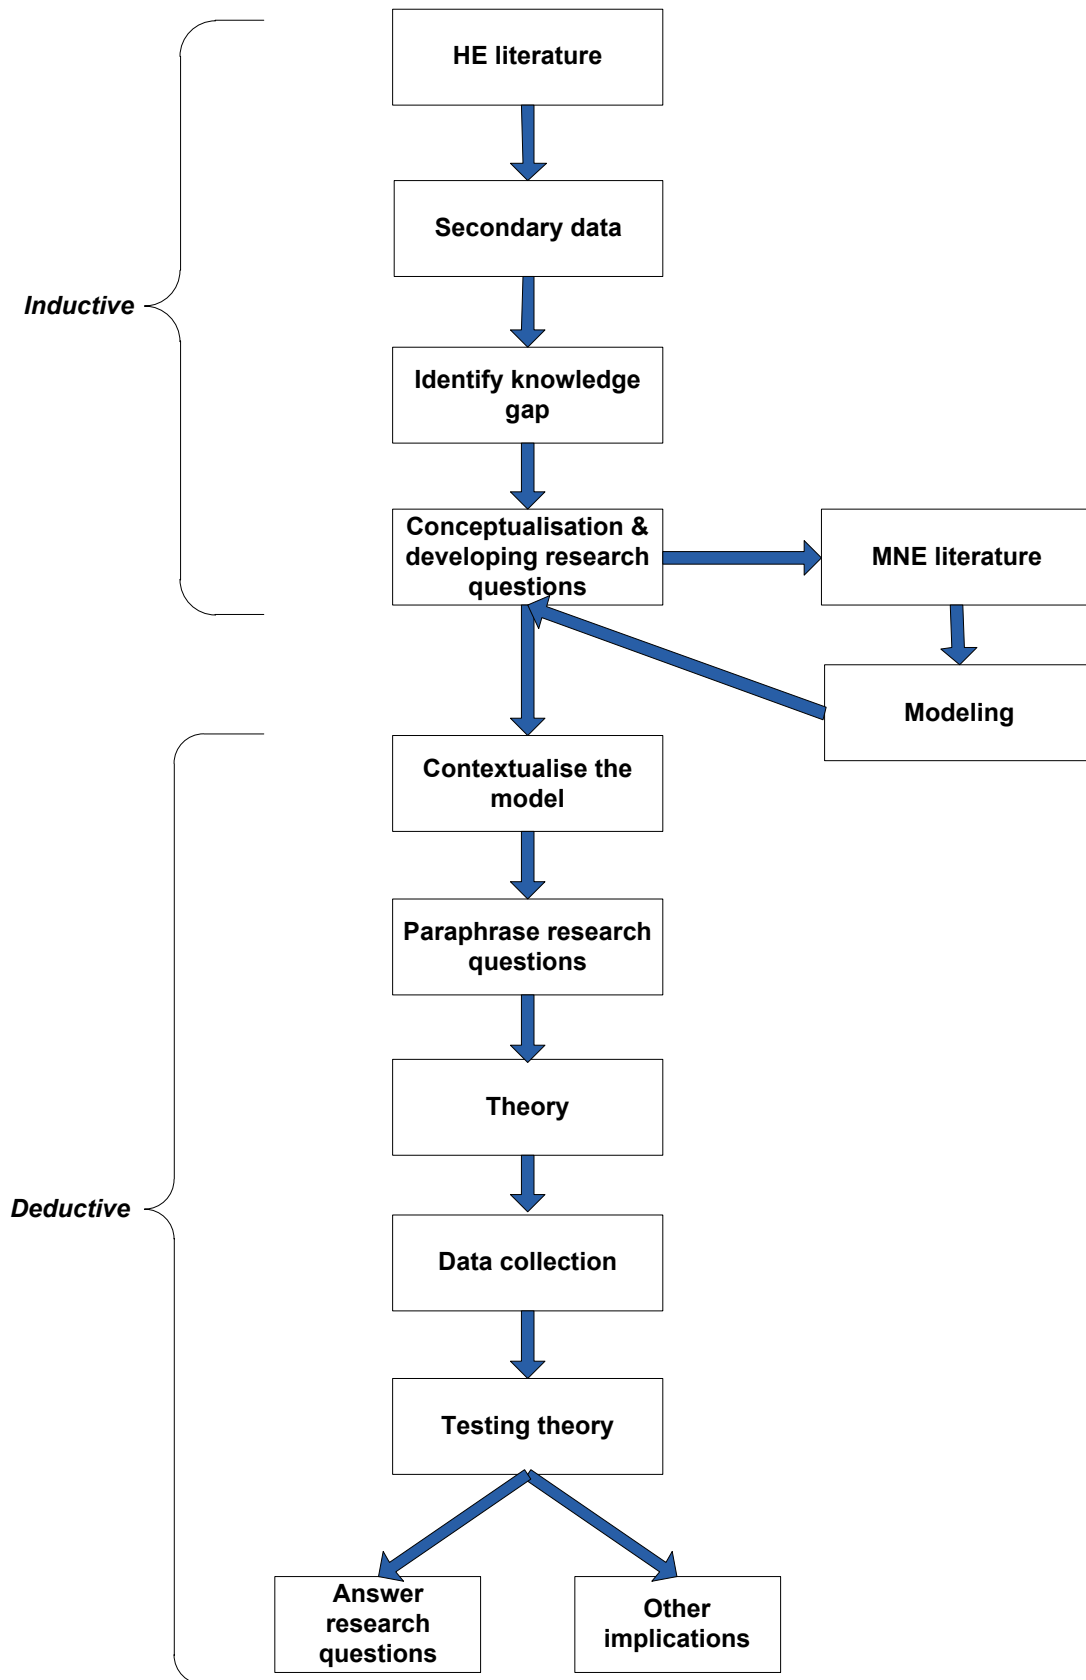 HE literature
Secondary data
Inductive
Identify knowledge
gap
Conceptualisation &
developing research
questions
MNE literature
Modeling
Contextualise the
model
Paraphrase research
questions
Theory
Deductive
Data collection
Testing theory
Answer
research
questions
Other
implications